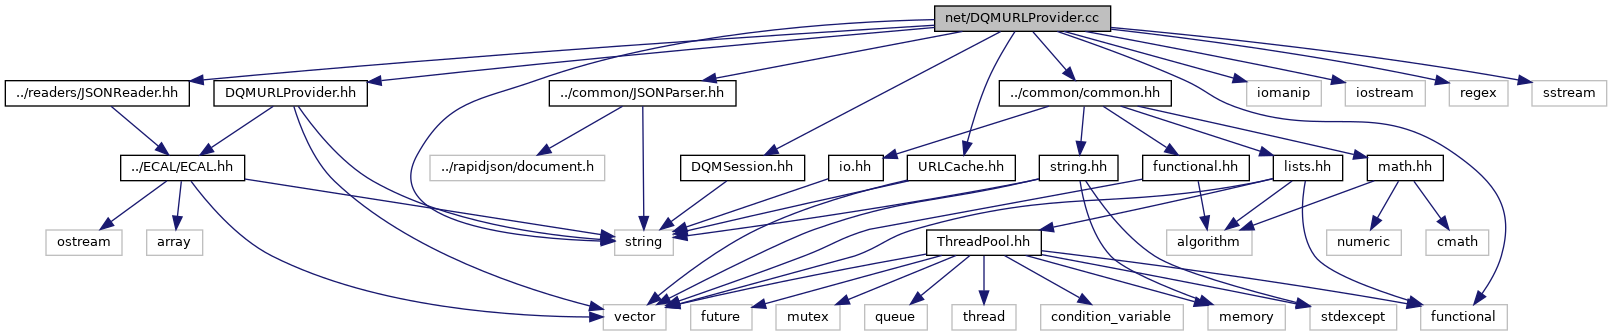 net/DQMURLProvider.cc
../readers/JSONReader.hh
DQMURLProvider.hh
../common/JSONParser.hh
../common/common.hh
iomanip
iostream
regex
sstream
../ECAL/ECAL.hh
../rapidjson/document.h
DQMSession.hh
io.hh
URLCache.hh
string.hh
functional.hh
lists.hh
math.hh
ostream
array
string
ThreadPool.hh
algorithm
numeric
cmath
vector
future
mutex
queue
thread
condition_variable
memory
stdexcept
functional